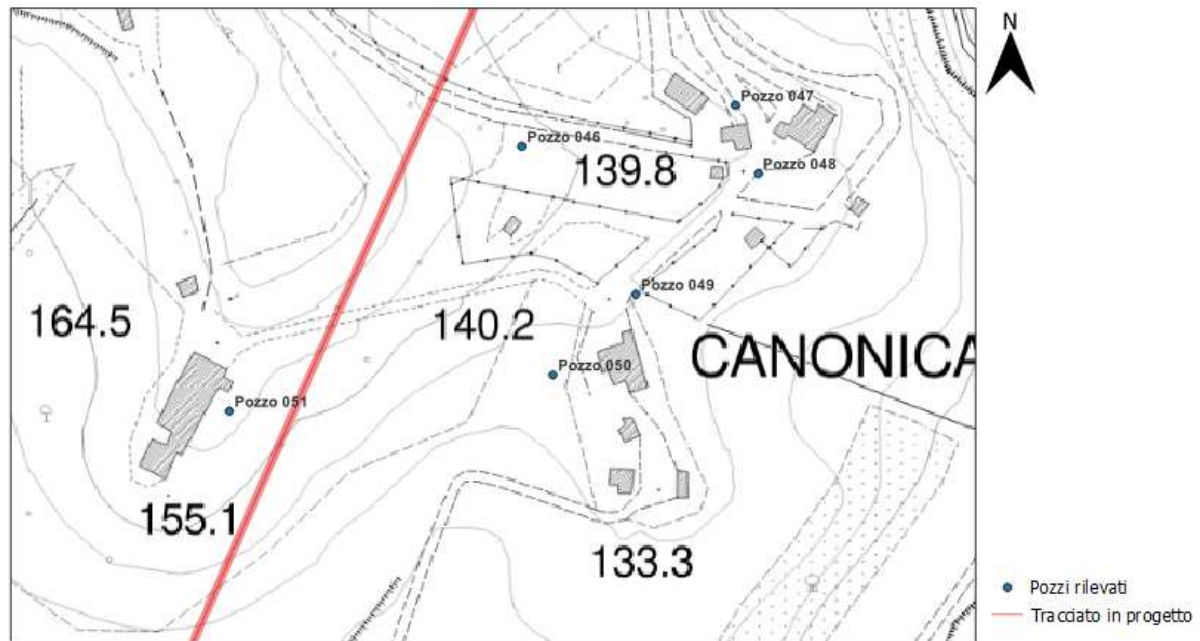 N
Pozzo 047
Pozzo 046
139.8
Pozzo 048
Pozzo 049
164.5
140.2
CANONICA
Pozzo 050
Pozzo 051
155.1
133.3
Pozzi rilevati
Tracciato in progetto